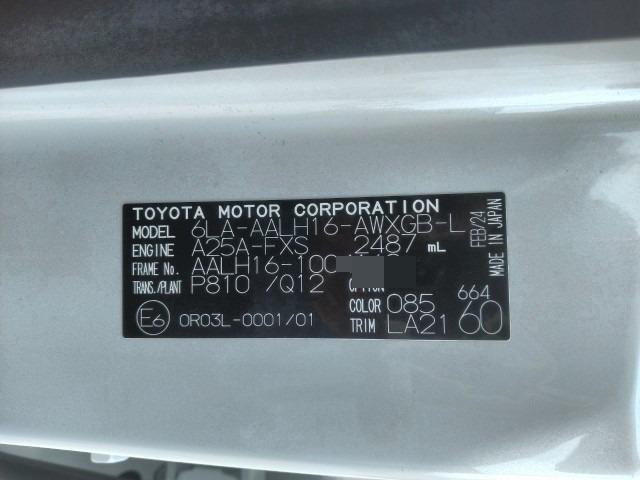 TOYOTA MOTOR CORPORATION
MODEL 6LA-AALH16-AWXGB-L
ENGINE A25A-FXS 2487 mL
FRAME NO. AALH16-100
TRANS./PLANT P810 /Q12
COLOR 085
TRIM LA21
664
60
E6 0R03L-0001/01
FEB/24
MADE IN JAPAN